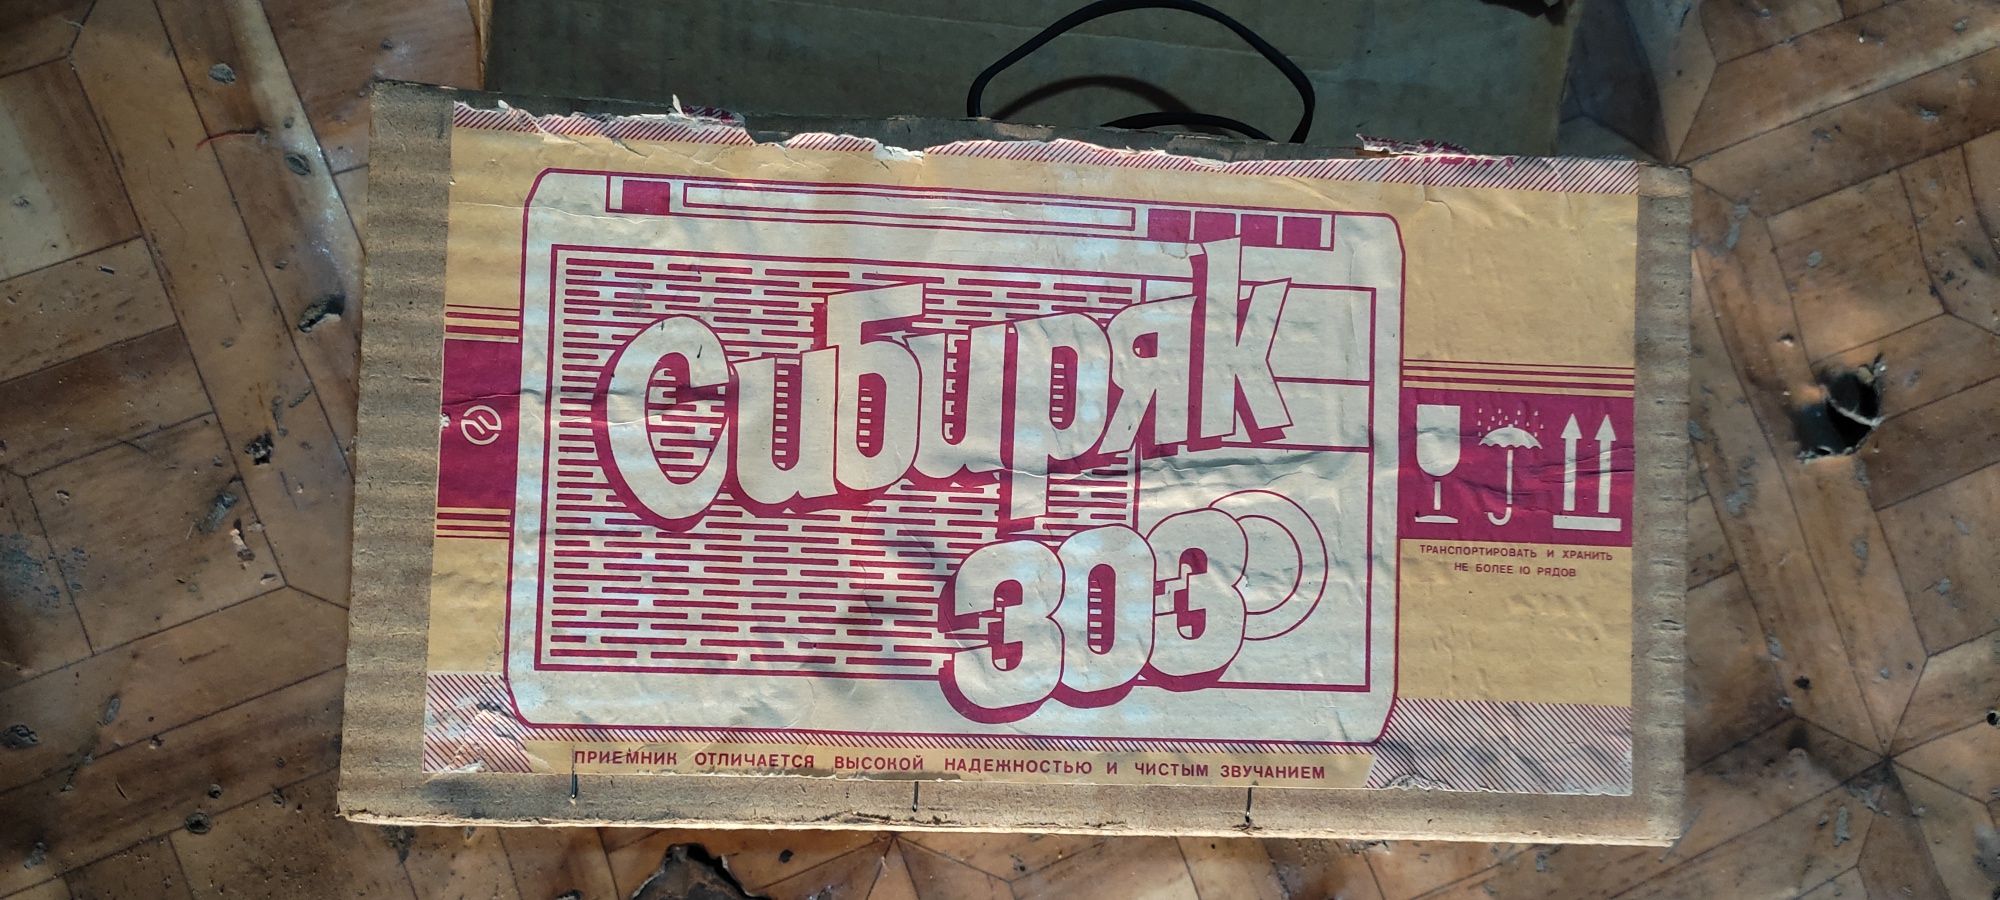 Сибиряк
303
ТРАНСПОРТИРОВАТЬ И ХРАНИТЬ
НЕ БОЛЕЕ 10 РЯДОВ
ПРИЕМНИК ОТЛИЧАЕТСЯ ВЫСОКОЙ НАДЕЖНОСТЬЮ И ЧИСТЫМ ЗВУЧАНИЕМ